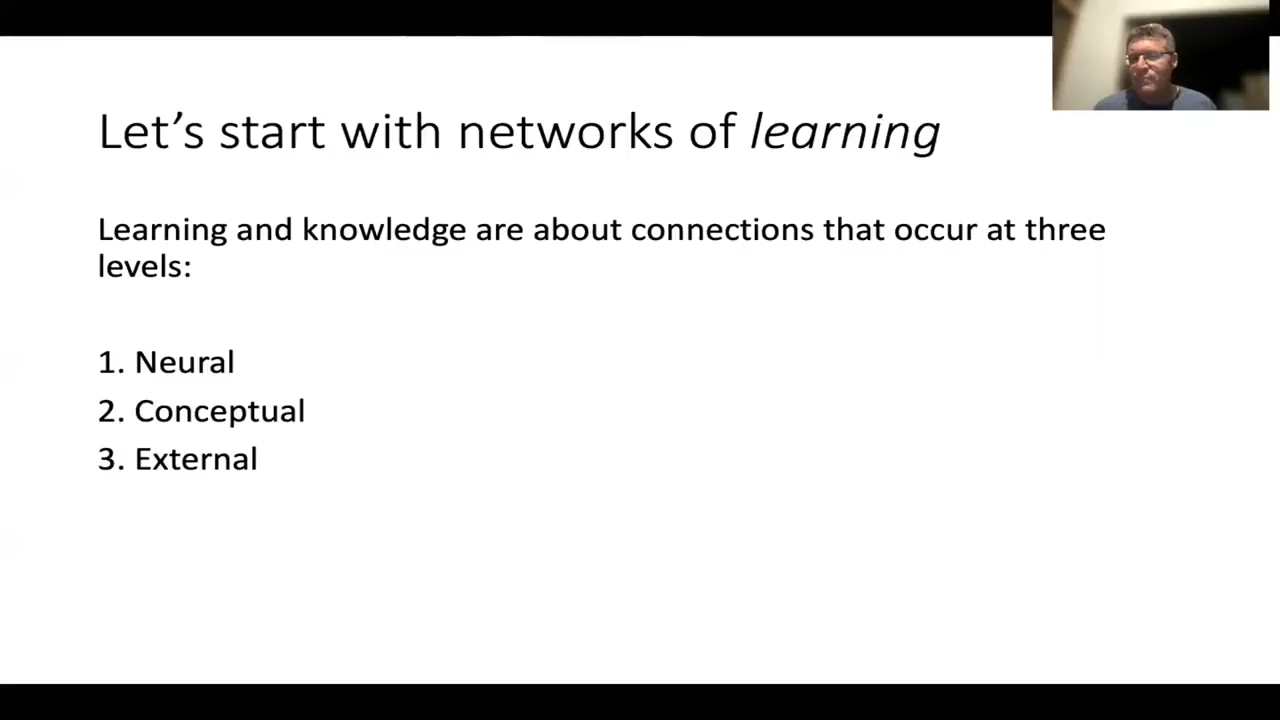 Let’s start with networks of learning
Learning and knowledge are about connections that occur at three
levels:
1. Neural
2. Conceptual
3. External